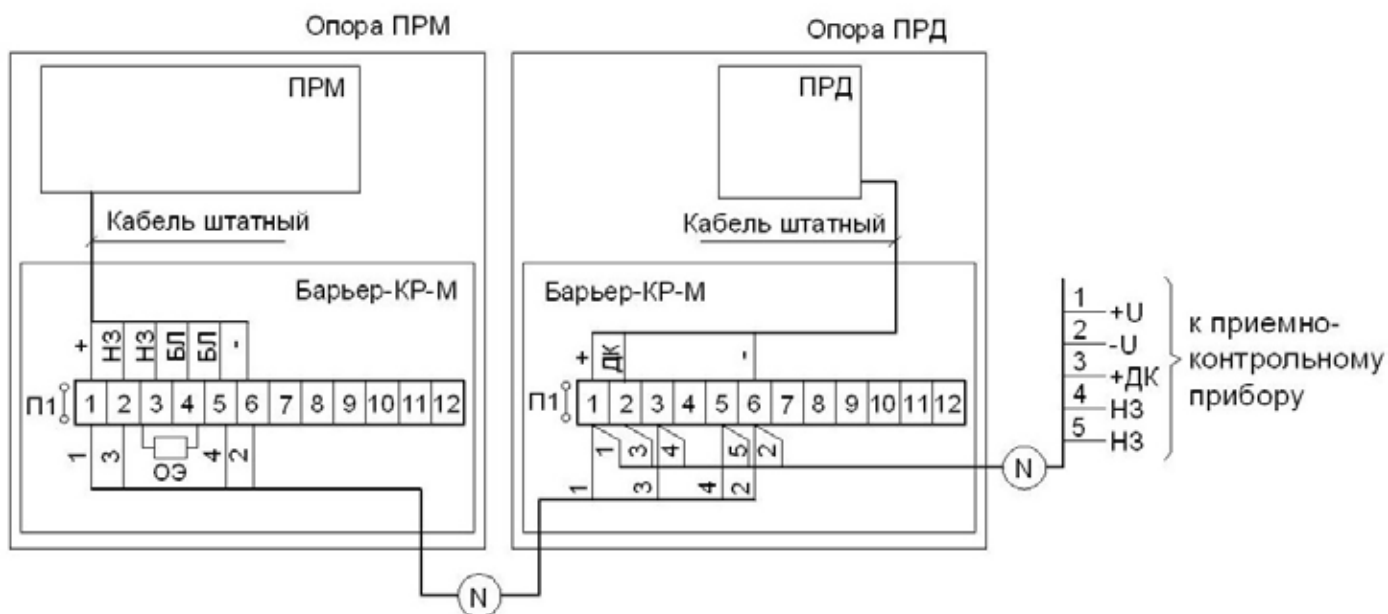 Опора ПРМ
Опора ПРД
ПРМ
ПРД
Кабель штатный
Кабель штатный
Барьер-КР-М
Барьер-КР-М
+ НЗ НЗ БЛ БЛ -
+ ДК -
П1 1 2 3 4 5 6 7 8 9 10 11 12
П1 1 2 3 4 5 6 7 8 9 10 11 12
1 3 ОЭ 4 2
1 3 4 5 2
1 3 4 2
N
N
1 +U
2 -U
3 +ДК
4 НЗ
5 НЗ
к приемно-
контрольному
прибору